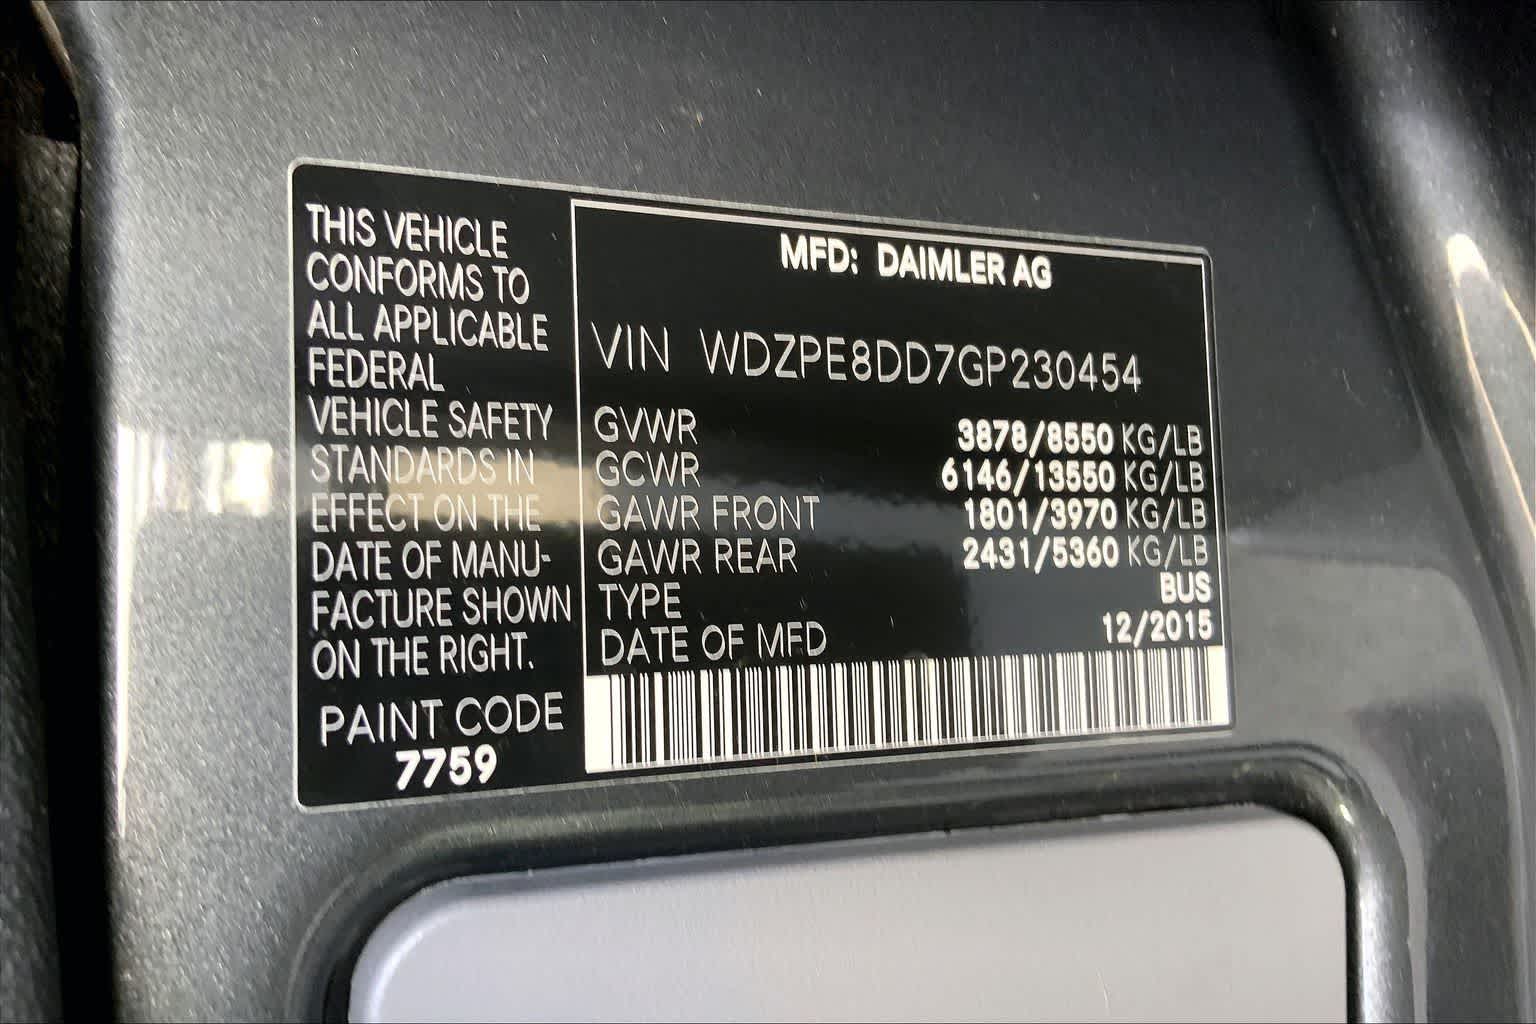 THIS VEHICLE
CONFORMS TO
ALL APPLICABLE
FEDERAL
VEHICLE SAFETY
STANDARDS IN
EFFECT ON THE
DATE OF MANU-
FACTURE SHOWN
ON THE RIGHT.
PAINT CODE
7759
MFD: DAIMLER AG
VIN WDZPE8DD7GP230454
GVWR 3878/8550 KG/LB
GCWR 6146/13550 KG/LB
GAWR FRONT 1801/3970 KG/LB
GAWR REAR 2431/5360 KG/LB
TYPE BUS
DATE OF MFD 12/2015